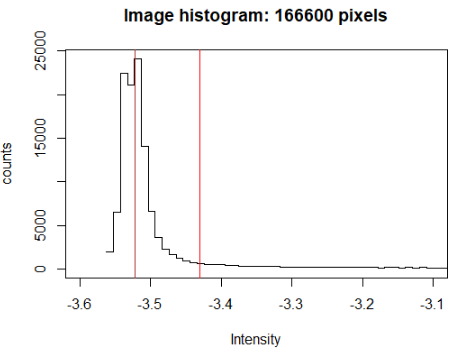 Image histogram: 166600 pixels
counts
25000
15000
5000
0
-3.6 -3.5 -3.4 -3.3 -3.2 -3.1
Intensity